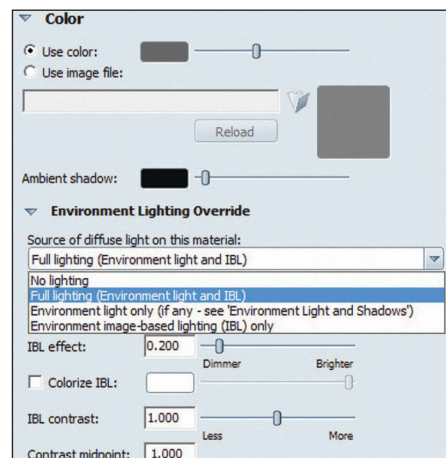 Color
Use color:
Use image file:
Reload
Ambient shadow:
Environment Lighting Override
Source of diffuse light on this material:
Full lighting (Environment light and IBL)
No lighting
Full lighting (Environment light and IBL)
Environment light only (if any - see 'Environment Light and Shadows')
Environment image-based lighting (IBL) only
IBL effect: 0.200
Dimmer Brighter
Colorize IBL:
IBL contrast: 1.000
Less More
Contrast midpoint: 1.000